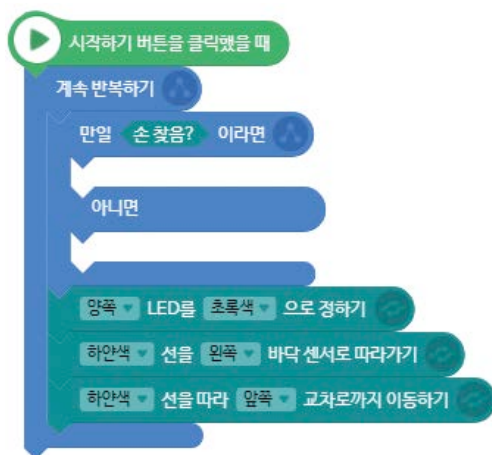 시작하기 버튼을 클릭했을 때
계속 반복하기
만일 손 찾음? 이라면
아니면
양쪽 LED를 초록색 으로 정하기
하얀색 선을 왼쪽 바닥 센서로 따라가기
하얀색 선을 따라 앞쪽 교차로까지 이동하기